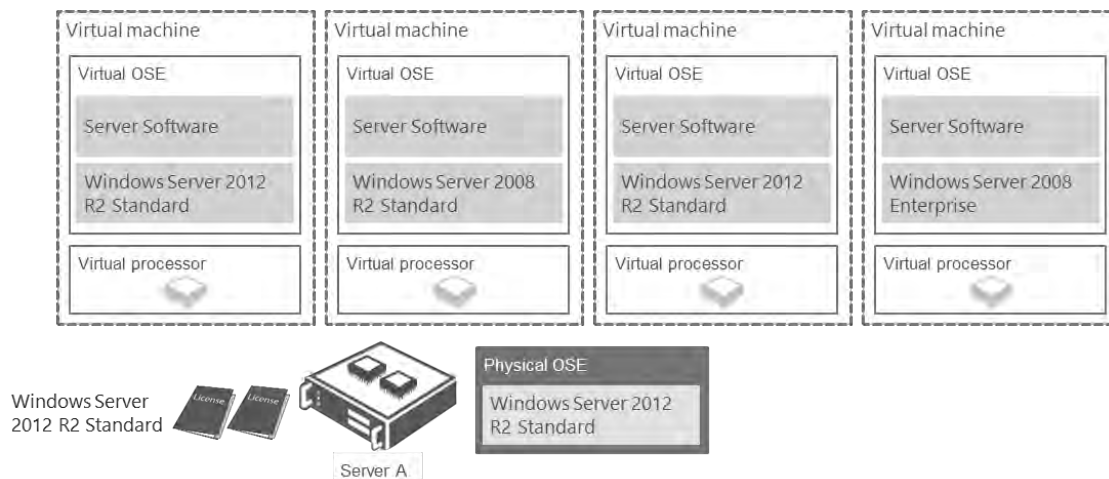 Virtual machine
Virtual OSE
Server Software
Windows Server 2012
R2 Standard
Virtual processor
Virtual machine
Virtual OSE
Server Software
Windows Server 2008
R2 Standard
Virtual processor
Virtual machine
Virtual OSE
Server Software
Windows Server 2012
R2 Standard
Virtual processor
Virtual machine
Virtual OSE
Server Software
Windows Server 2008
Enterprise
Virtual processor
Windows Server
2012 R2 Standard
License
License
Server A
Physical OSE
Windows Server 2012
R2 Standard